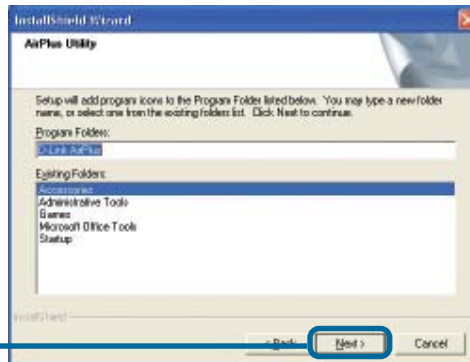 InstallShield Wizard
AirPlus Utility
Setup will add program icons to the Program Folder listed below. You may type a new folder
name, or select one from the existing folders list. Click Next to continue.
Program Folders:
D-Link AirPlus
Existing Folders:
Accessories
Administrative Tools
Games
Microsoft Office Tools
Startup
InstallShield
< Back
Next >
Cancel